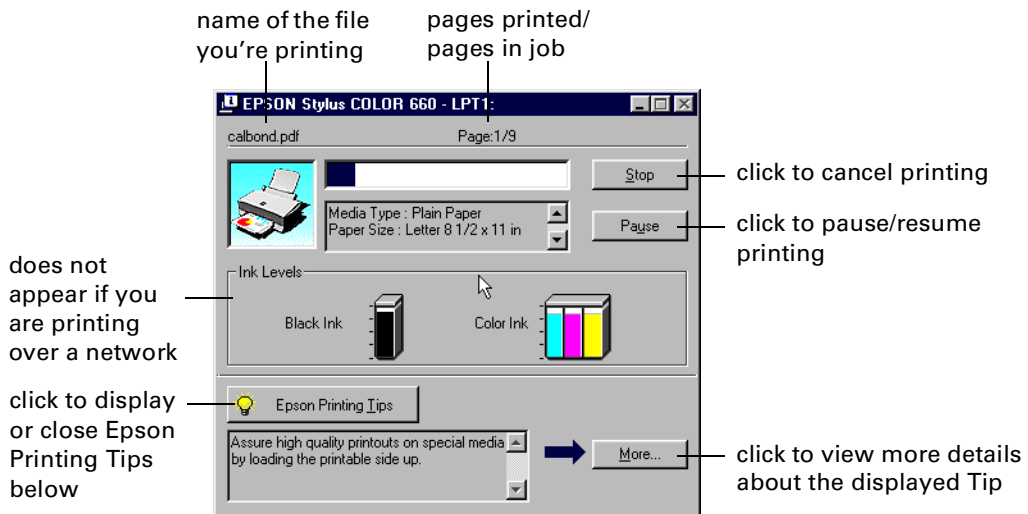 name of the file
you're printing
pages printed/
pages in job
EPSON Stylus COLOR 660 - LPT1:
calbond.pdf
Page:1/9
Stop
click to cancel printing
Media Type : Plain Paper
Paper Size : Letter 8 1/2 x 11 in
Pause
click to pause/resume
printing
does not
appear if you
are printing
over a network
Ink Levels
Black Ink
Color Ink
click to display
or close Epson
Printing Tips
below
Epson Printing Tips
Assure high quality printouts on special media
by loading the printable side up.
More...
click to view more details
about the displayed Tip